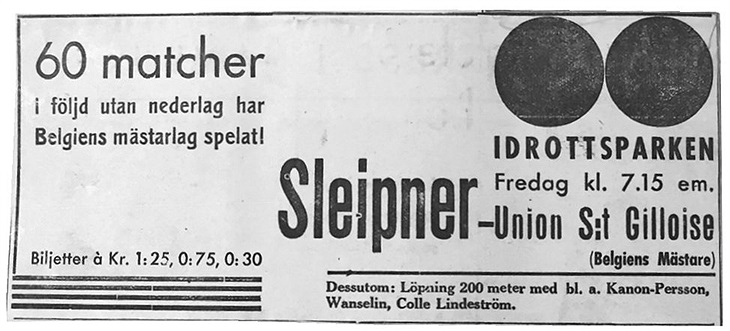 60 matcher
i följd utan nederlag har
Belgiens mästarlag spelat!
Biljetter à Kr. 1:25, 0:75, 0:30
IDROTTSPARKEN
Fredag kl. 7.15 em.
Sleipner–Union S:t Gilloise
(Belgiens Mästare)
Dessutom: Löpning 200 meter med bl. a. Kanon-Persson,
Wanselin, Colle Lindeström.